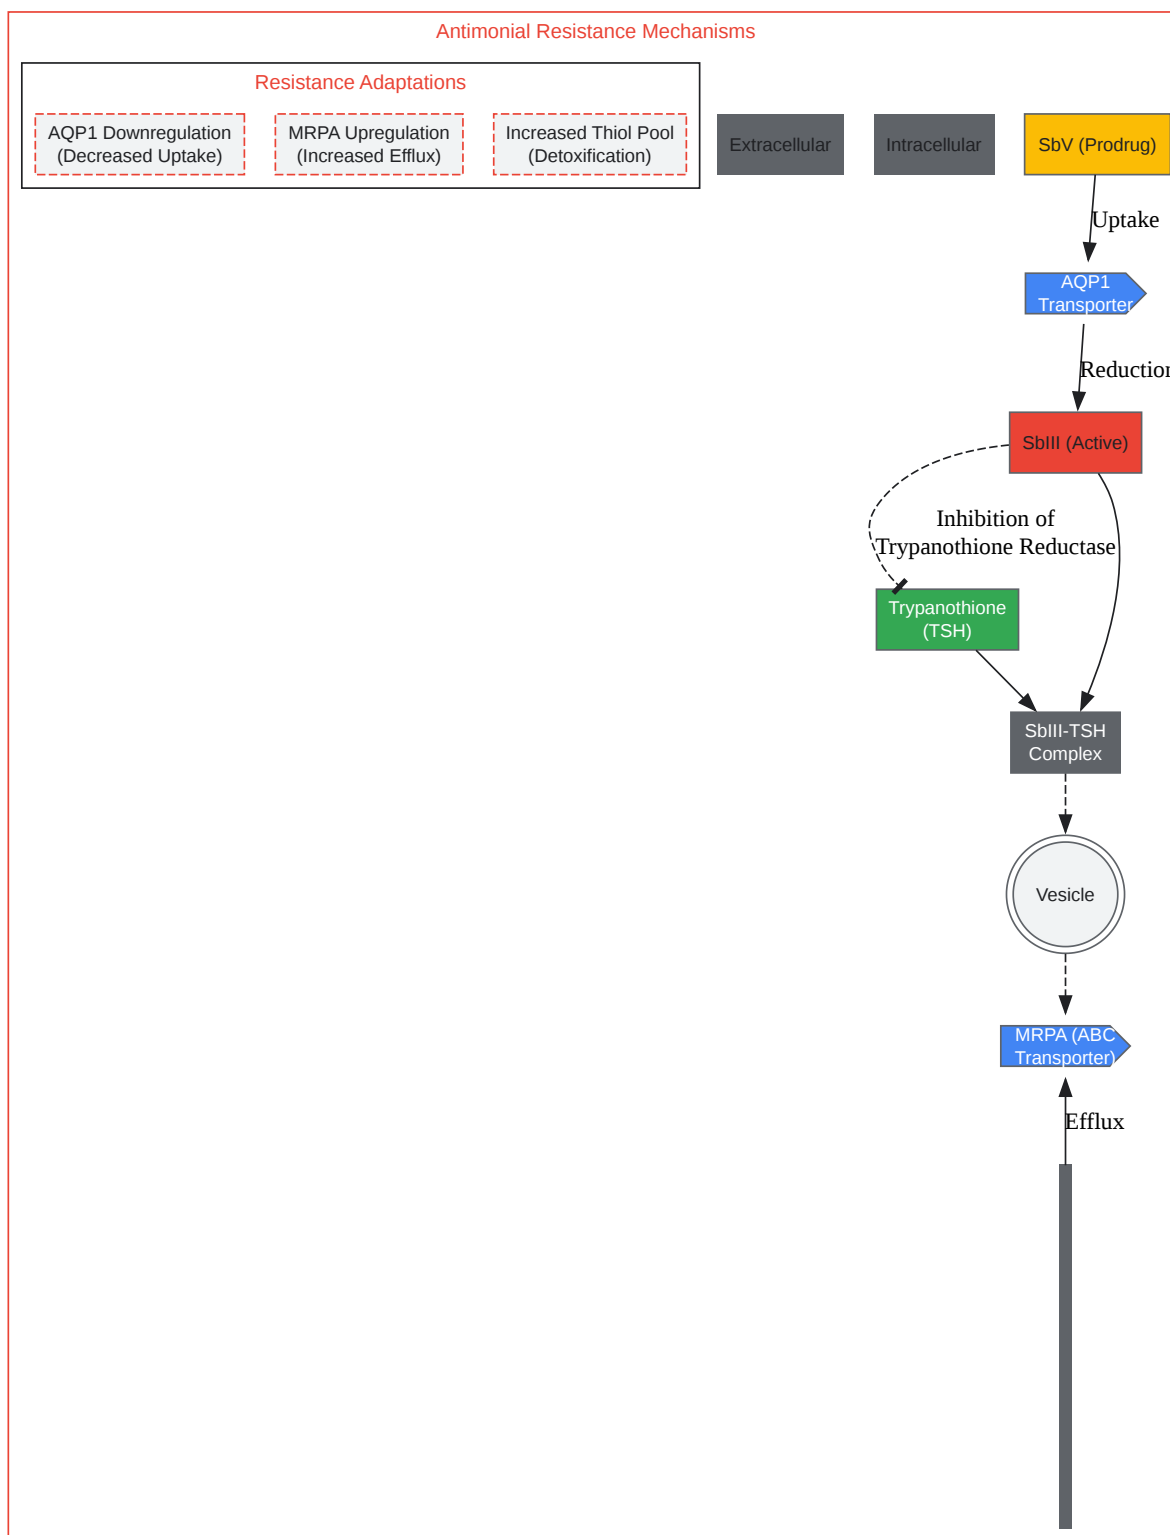 Antimonial Resistance Mechanisms
Resistance Adaptations
AQP1 Downregulation
(Decreased Uptake)
MRPA Upregulation
(Increased Efflux)
Increased Thiol Pool
(Detoxification)
Extracellular
Intracellular
SbV (Prodrug)
Uptake
AQP1
Transporter
Reduction
SbIII (Active)
Inhibition of
Trypanothione Reductase
Trypanothione
(TSH)
SbIII-TSH
Complex
Vesicle
MRPA (ABC
Transporter)
Efflux